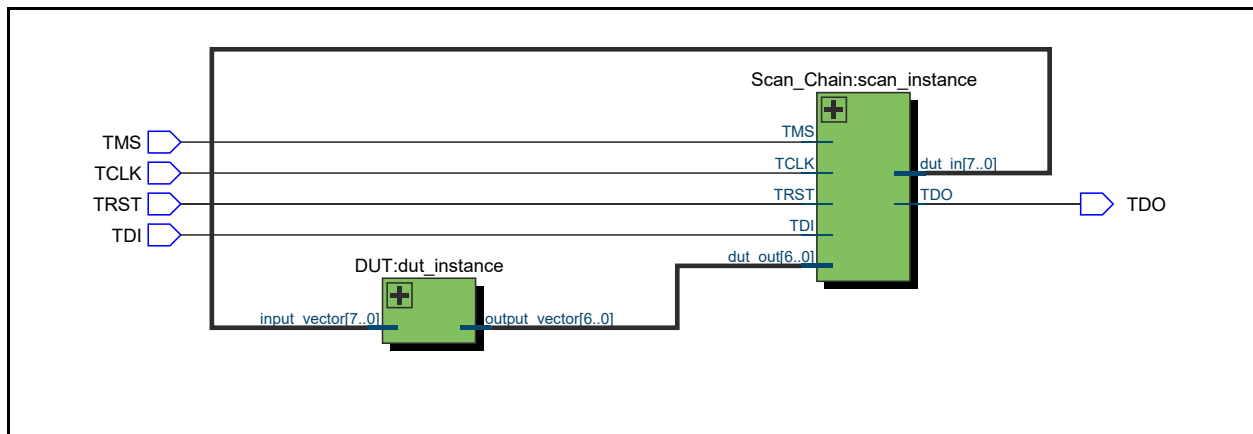 Scan_Chain:scan_instance
TMS
TMS
TCLK
TCLK
dut_in[7..0]
TRST
TRST
TDO
TDO
TDI
TDI
dut_out[6..0]
DUT:dut_instance
input_vector[7..0]
output_vector[6..0]